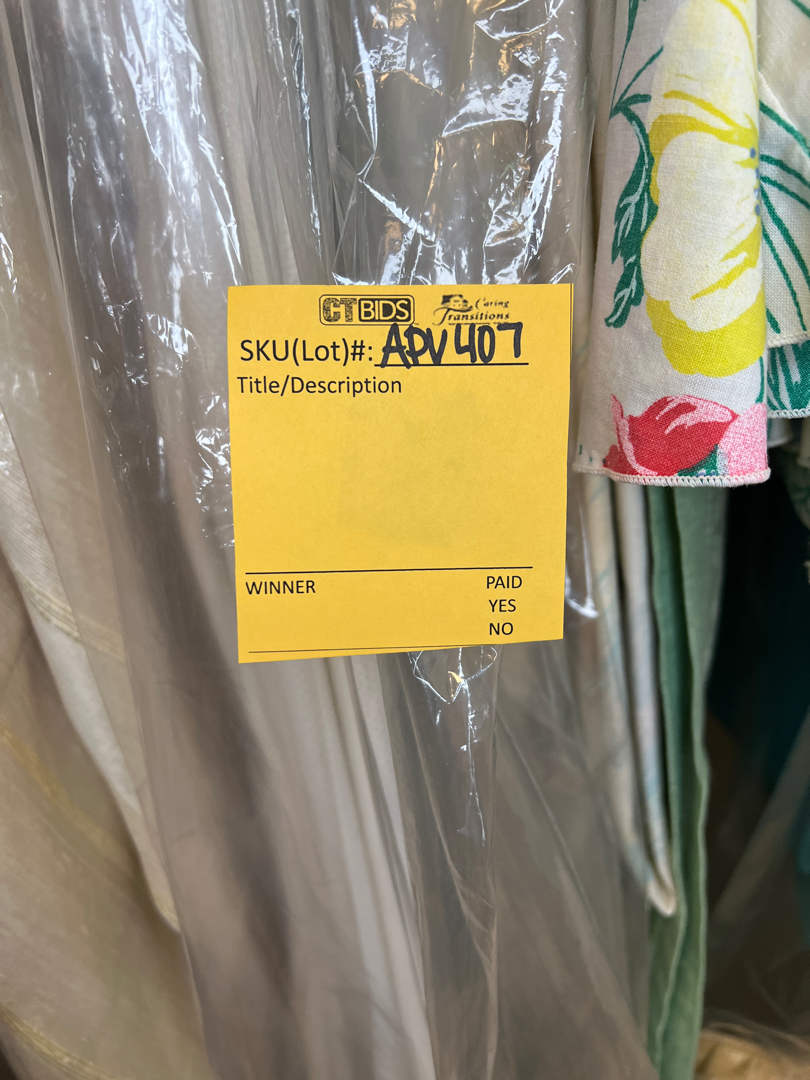 CTBIDS Caring Transitions
SKU(Lot)#: APV407
Title/Description
WINNER PAID
YES
NO